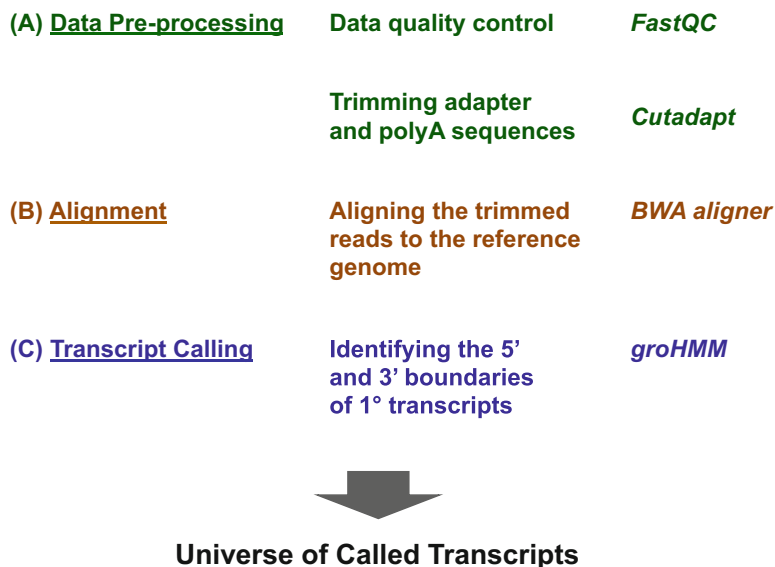 (A) Data Pre-processing Data quality control FastQC
Trimming adapter
and polyA sequences Cutadapt
(B) Alignment Aligning the trimmed BWA aligner
reads to the reference
genome
(C) Transcript Calling Identifying the 5’ groHMM
and 3’ boundaries
of 1° transcripts
Universe of Called Transcripts